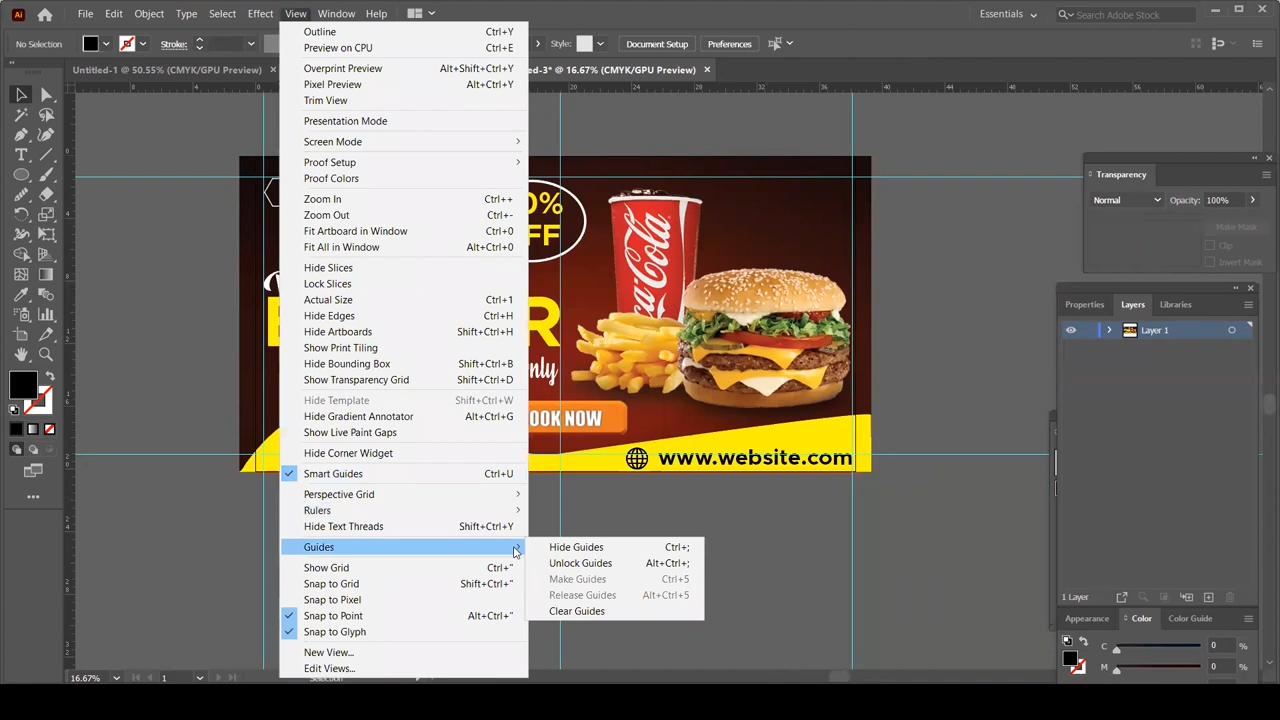 Ai
File Edit Object Type Select Effect View Window Help
Essentials
Search Adobe Stock
No Selection
Stroke:
Style:
Document Setup
Preferences
Untitled-1 @ 50.55% (CMYK/GPU Preview)
ed-3* @ 16.67% (CMYK/GPU Preview)
Outline Ctrl+Y
Preview on CPU Ctrl+E
Overprint Preview Alt+Shift+Ctrl+Y
Pixel Preview Alt+Ctrl+Y
Trim View
Presentation Mode
Screen Mode
Proof Setup
Proof Colors
Zoom In Ctrl++
Zoom Out Ctrl+-
Fit Artboard in Window Ctrl+0
Fit All in Window Alt+Ctrl+0
Hide Slices
Lock Slices
Actual Size Ctrl+1
Hide Edges Ctrl+H
Hide Artboards Shift+Ctrl+H
Show Print Tiling
Hide Bounding Box Shift+Ctrl+B
Show Transparency Grid Shift+Ctrl+D
Hide Template Shift+Ctrl+W
Hide Gradient Annotator Alt+Ctrl+G
Show Live Paint Gaps
Hide Corner Widget
Smart Guides Ctrl+U
Perspective Grid
Rulers
Hide Text Threads Shift+Ctrl+Y
Guides
Show Grid Ctrl+"
Snap to Grid Shift+Ctrl+"
Snap to Pixel
Snap to Point Alt+Ctrl+"
Snap to Glyph
New View...
Edit Views...
Hide Guides Ctrl+;
Unlock Guides Alt+Ctrl+;
Make Guides Ctrl+5
Release Guides Alt+Ctrl+5
Clear Guides
0%
FF
Coca-Cola
R
Only
BOOK NOW
www.website.com
Transparency
Normal
Opacity: 100%
Make Mask
Clip
Invert Mask
Properties Layers Libraries
Layer 1
1 Layer
Appearance Color Color Guide
C 0 %
M 0 %
16.67%
1
Selection